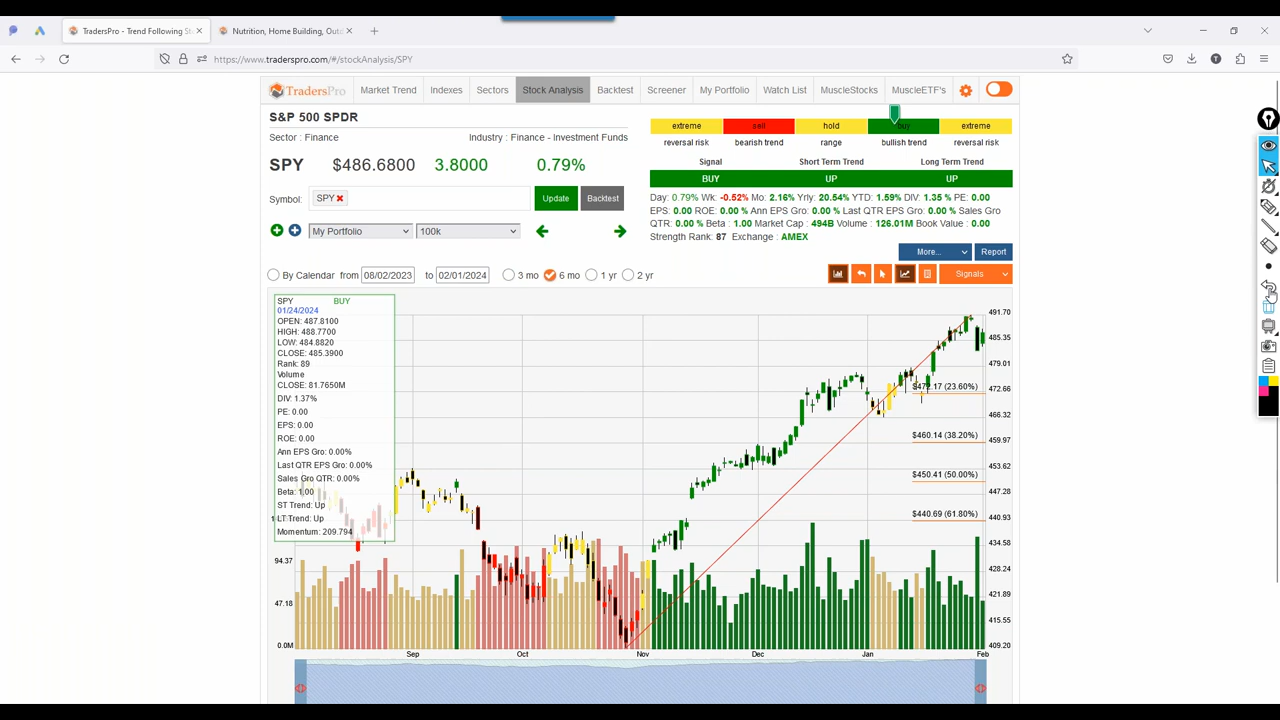 TradersPro - Trend Following St
Nutrition, Home Building, Outd
https://www.traderspro.com/#/stockAnalysis/SPY
TradersPro Market Trend Indexes Sectors Stock Analysis Backtest Screener My Portfolio Watch List MuscleStocks MuscleETF's
S&P 500 SPDR
Sector : Finance Industry : Finance - Investment Funds
SPY $486.6800 3.8000 0.79%
Symbol: SPY Update Backtest
My Portfolio 100k
extreme sell hold buy extreme
reversal risk bearish trend range bullish trend reversal risk
Signal Short Term Trend Long Term Trend
BUY UP UP
Day: 0.79% Wk: -0.52% Mo: 2.16% Yrly: 20.54% YTD: 1.59% DIV: 1.35 % PE: 0.00
EPS: 0.00 ROE: 0.00 % Ann EPS Gro: 0.00 % Last QTR EPS Gro: 0.00 % Sales Gro
QTR: 0.00 % Beta : 1.00 Market Cap : 494B Volume : 126.01M Book Value : 0.00
Strength Rank: 87 Exchange : AMEX
More... Report
By Calendar from 08/02/2023 to 02/01/2024 3 mo 6 mo 1 yr 2 yr Signals
SPY BUY
01/24/2024
OPEN: 487.8100
HIGH: 488.7700
LOW: 484.8820
CLOSE: 485.3900
Rank: 89
Volume
CLOSE: 81.7650M
DIV: 1.37%
PE: 0.00
EPS: 0.00
ROE: 0.00
Ann EPS Gro: 0.00%
Last QTR EPS Gro: 0.00%
Sales Gro QTR: 0.00%
Beta: 1.00
ST Trend: Up
LT Trend: Up
Momentum: 209.794
94.37
47.18
0.0M
$472.17 (23.60%)
$460.14 (38.20%)
$450.41 (50.00%)
$440.69 (61.80%)
491.70
485.35
479.01
472.66
466.32
459.97
453.62
447.28
440.93
434.58
428.24
421.89
415.55
409.20
Sep Oct Nov Dec Jan Feb